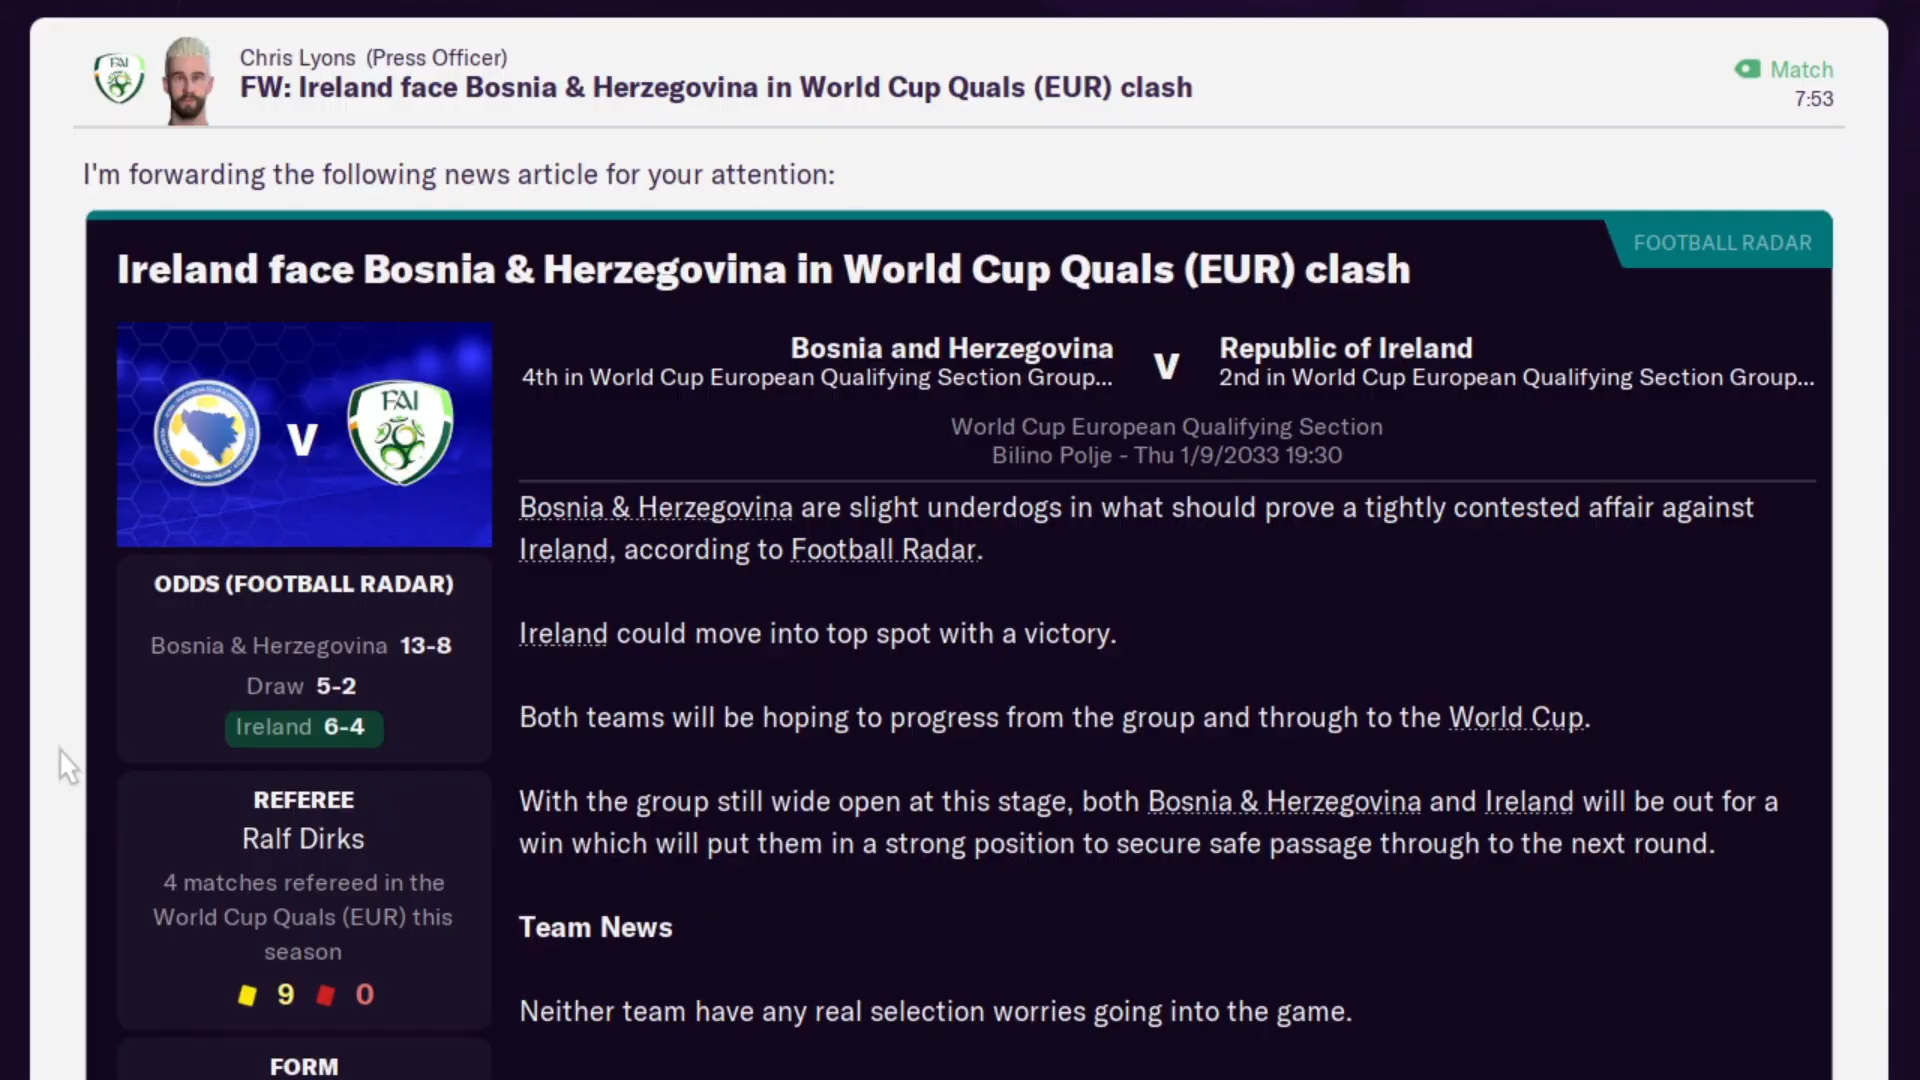 Chris Lyons (Press Officer)
FW: Ireland face Bosnia & Herzegovina in World Cup Quals (EUR) clash
Match
7:53
I'm forwarding the following news article for your attention:
FOOTBALL RADAR
Ireland face Bosnia & Herzegovina in World Cup Quals (EUR) clash
V
FAI
Bosnia and Herzegovina
4th in World Cup European Qualifying Section Group...
V
Republic of Ireland
2nd in World Cup European Qualifying Section Group...
World Cup European Qualifying Section
Bilino Polje - Thu 1/9/2033 19:30
ODDS (FOOTBALL RADAR)
Bosnia & Herzegovina 13-8
Draw 5-2
Ireland 6-4
REFEREE
Ralf Dirks
4 matches refereed in the
World Cup Quals (EUR) this
season
9 0
FORM
Bosnia & Herzegovina are slight underdogs in what should prove a tightly contested affair against
Ireland, according to Football Radar.
Ireland could move into top spot with a victory.
Both teams will be hoping to progress from the group and through to the World Cup.
With the group still wide open at this stage, both Bosnia & Herzegovina and Ireland will be out for a
win which will put them in a strong position to secure safe passage through to the next round.
Team News
Neither team have any real selection worries going into the game.